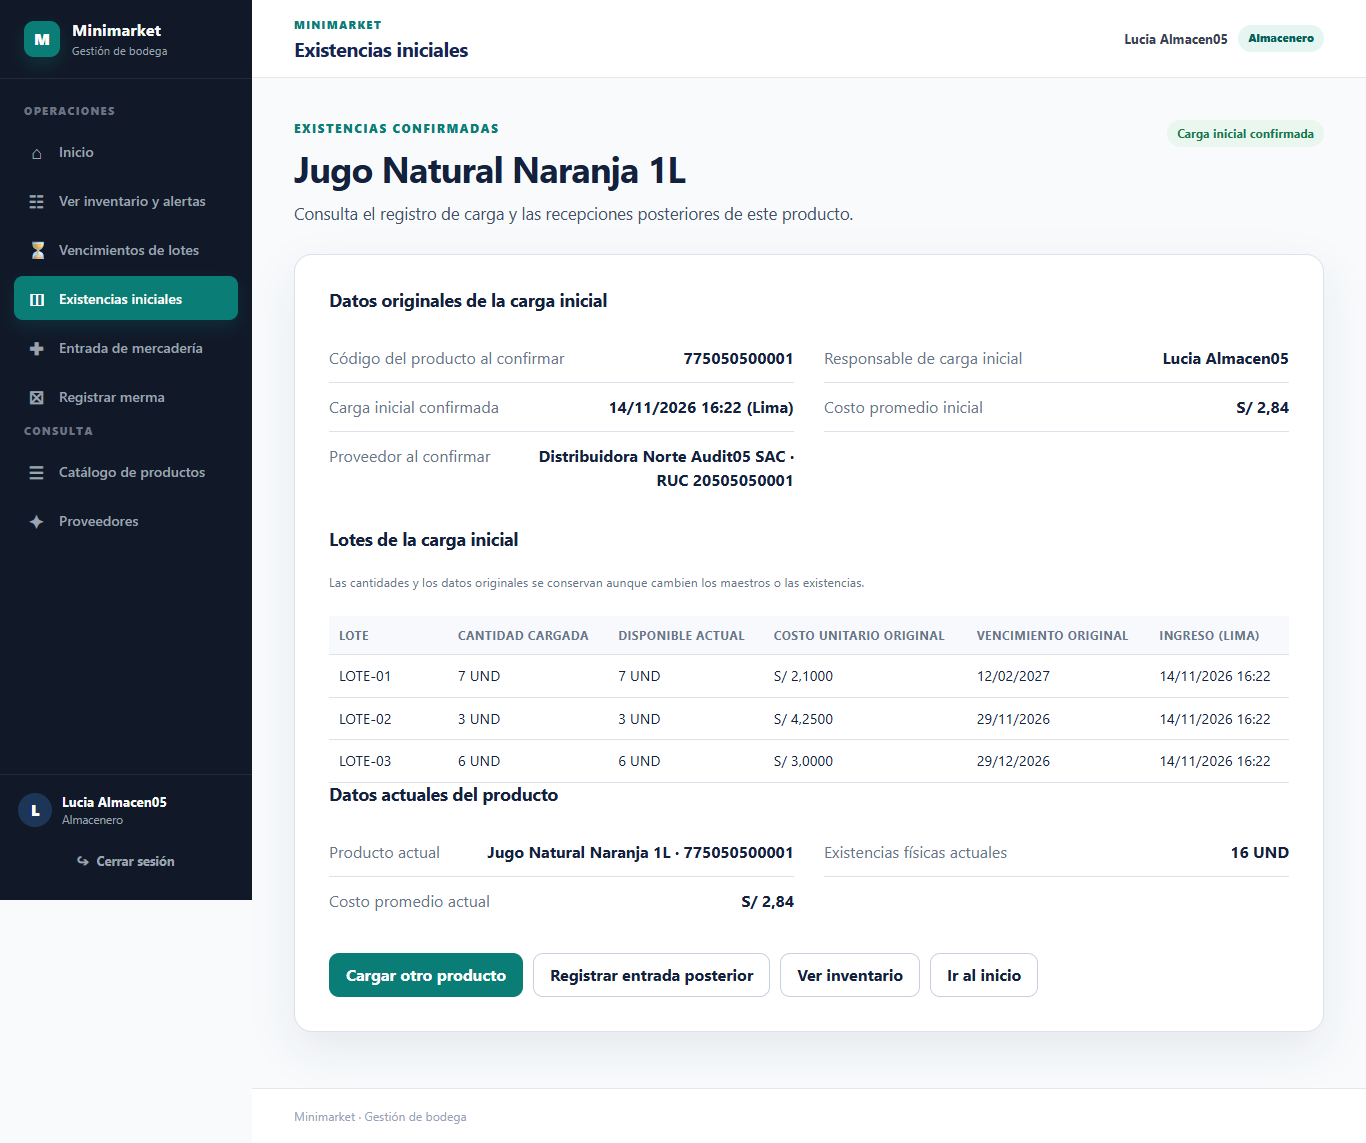 M
Minimarket
Gestión de bodega
OPERACIONES
Inicio
Ver inventario y alertas
Vencimientos de lotes
Existencias iniciales
Entrada de mercadería
Registrar merma
CONSULTA
Catálogo de productos
Proveedores
L
Lucia Almacen05
Almacenero
Cerrar sesión
MINIMARKET
Existencias iniciales
Lucia Almacen05 Almacenero
EXISTENCIAS CONFIRMADAS
Carga inicial confirmada
Jugo Natural Naranja 1L
Consulta el registro de carga y las recepciones posteriores de este producto.
Datos originales de la carga inicial
Código del producto al confirmar 775050500001 Responsable de carga inicial Lucia Almacen05
Carga inicial confirmada 14/11/2026 16:22 (Lima) Costo promedio inicial S/ 2,84
Proveedor al confirmar Distribuidora Norte Audit05 SAC ·
RUC 20505050001
Lotes de la carga inicial
Las cantidades y los datos originales se conservan aunque cambien los maestros o las existencias.
LOTE CANTIDAD CARGADA DISPONIBLE ACTUAL COSTO UNITARIO ORIGINAL VENCIMIENTO ORIGINAL INGRESO (LIMA)
LOTE-01 7 UND 7 UND S/ 2,1000 12/02/2027 14/11/2026 16:22
LOTE-02 3 UND 3 UND S/ 4,2500 29/11/2026 14/11/2026 16:22
LOTE-03 6 UND 6 UND S/ 3,0000 29/12/2026 14/11/2026 16:22
Datos actuales del producto
Producto actual Jugo Natural Naranja 1L · 775050500001 Existencias físicas actuales 16 UND
Costo promedio actual S/ 2,84
Cargar otro producto Registrar entrada posterior Ver inventario Ir al inicio
Minimarket · Gestión de bodega